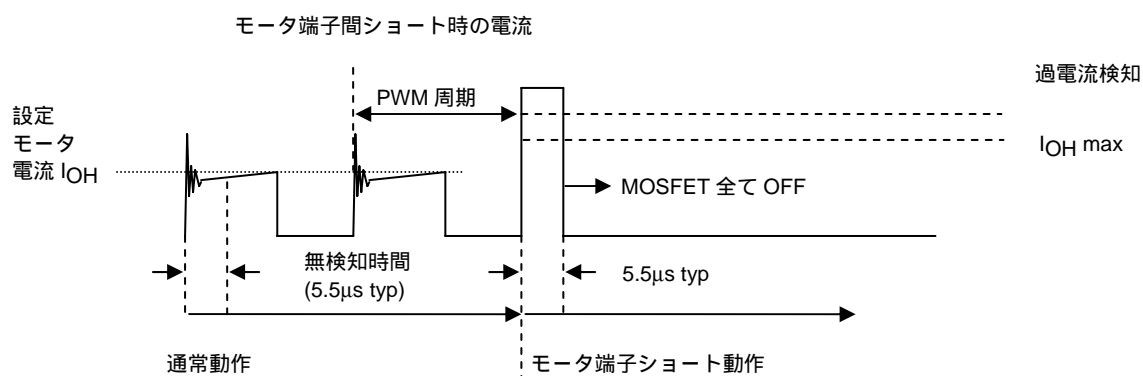 モータ端子間ショート時の電流
過電流検知
PWM 周期
設定
モータ
電流 IOH
IOH max
MOSFET 全て OFF
無検知時間
(5.5μs typ)
5.5μs typ
通常動作
モータ端子ショート動作